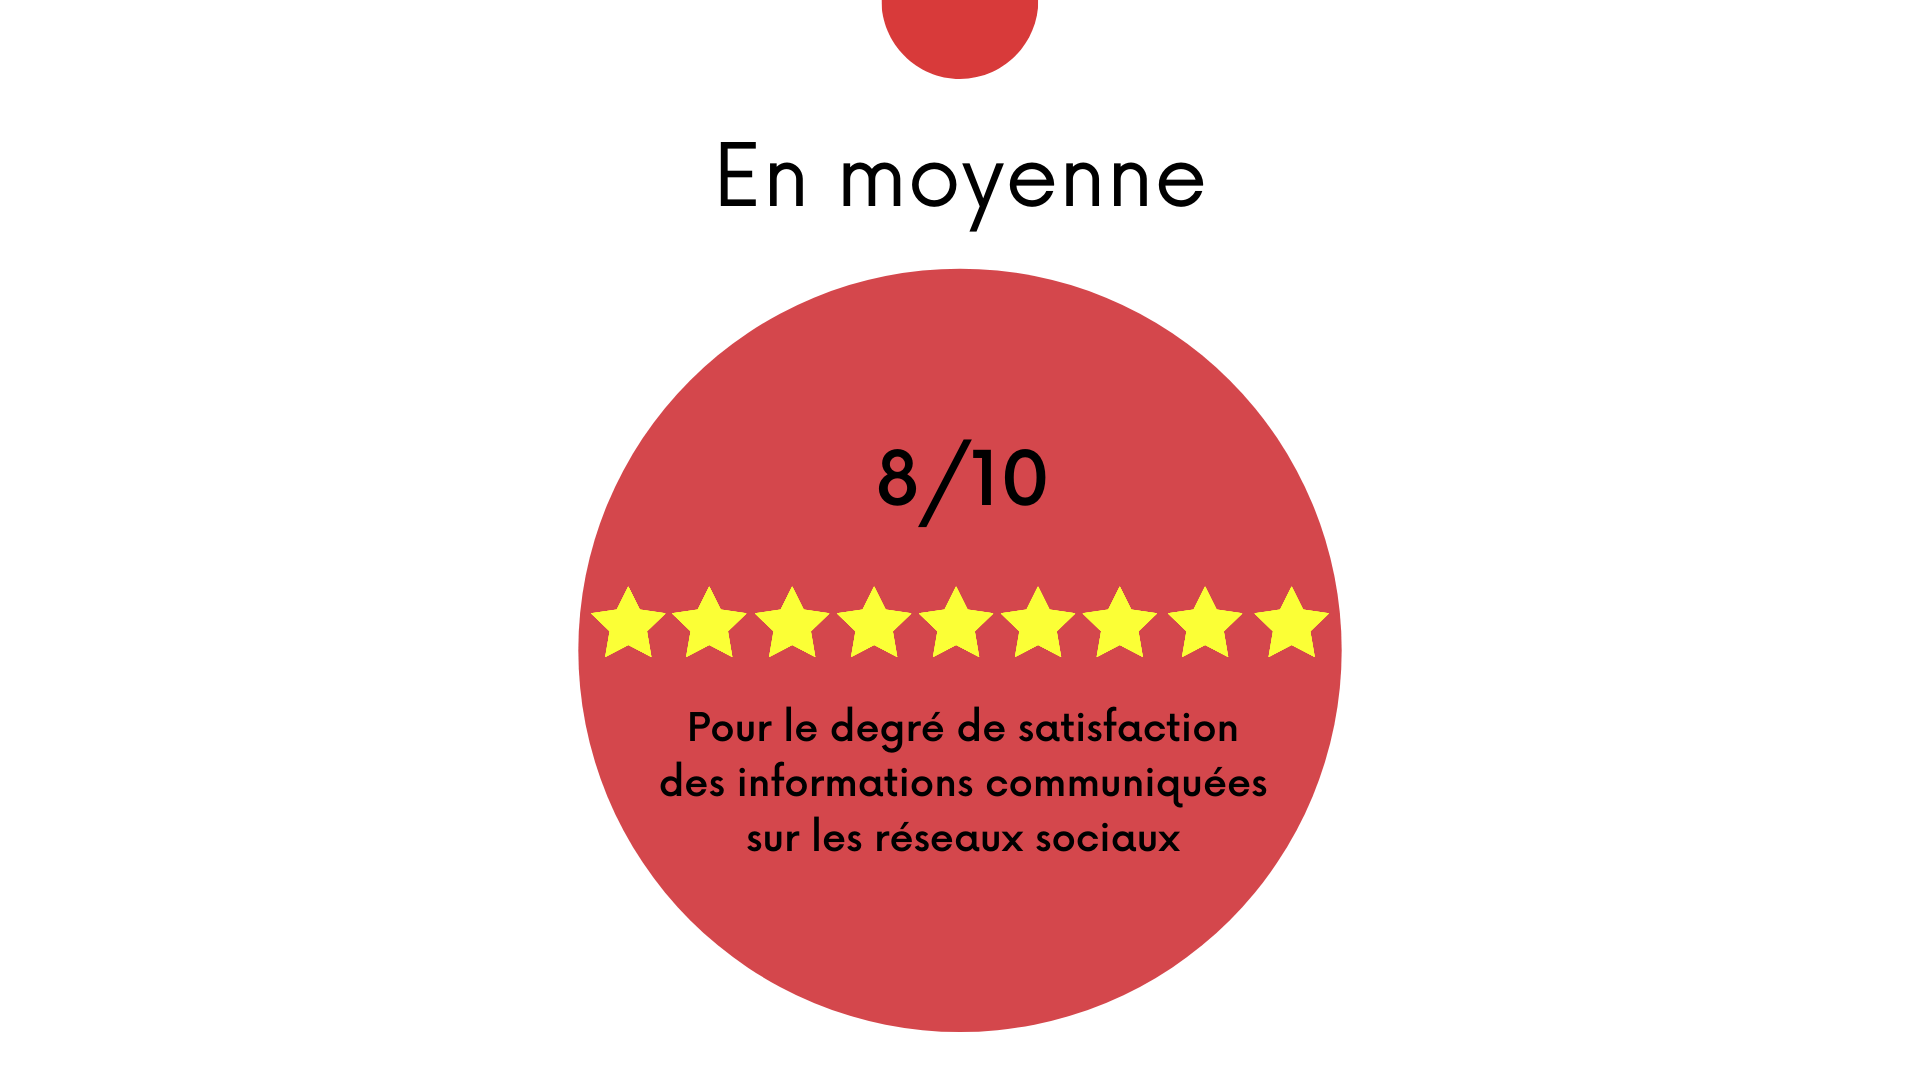 En moyenne
8/10
Pour le degré de satisfaction
des informations communiquées
sur les réseaux sociaux